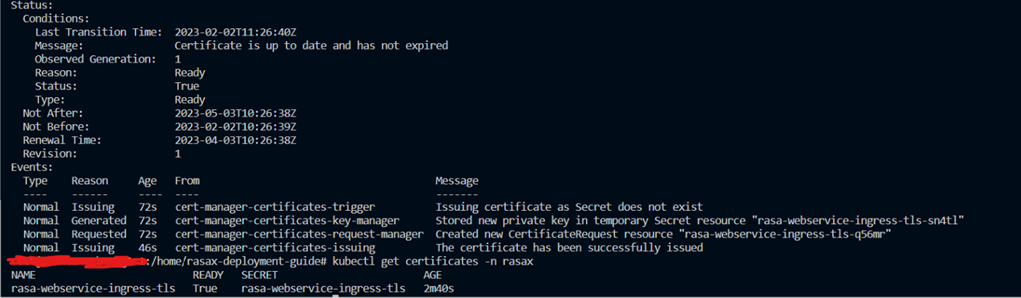 Status:
Conditions:
Last Transition Time: 2023-02-02T11:26:40Z
Message: Certificate is up to date and has not expired
Observed Generation: 1
Reason: Ready
Status: True
Type: Ready
Not After: 2023-05-03T10:26:38Z
Not Before: 2023-02-02T10:26:39Z
Renewal Time: 2023-04-03T10:26:38Z
Revision: 1
Events:
Type Reason Age From Message
---- ------ ---- ---- -------
Normal Issuing 72s cert-manager-certificates-trigger Issuing certificate as Secret does not exist
Normal Generated 72s cert-manager-certificates-key-manager Stored new private key in temporary Secret resource "rasa-webservice-ingress-tls-sn4tl"
Normal Requested 72s cert-manager-certificates-request-manager Created new CertificateRequest resource "rasa-webservice-ingress-tls-q56mr"
Normal Issuing 46s cert-manager-certificates-issuing The certificate has been successfully issued
:/home/rasax-deployment-guide# kubectl get certificates -n rasax
NAME READY SECRET AGE
rasa-webservice-ingress-tls True rasa-webservice-ingress-tls 2m40s